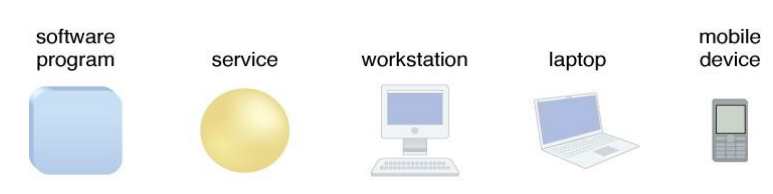 software
program
service
workstation
laptop
mobile
device